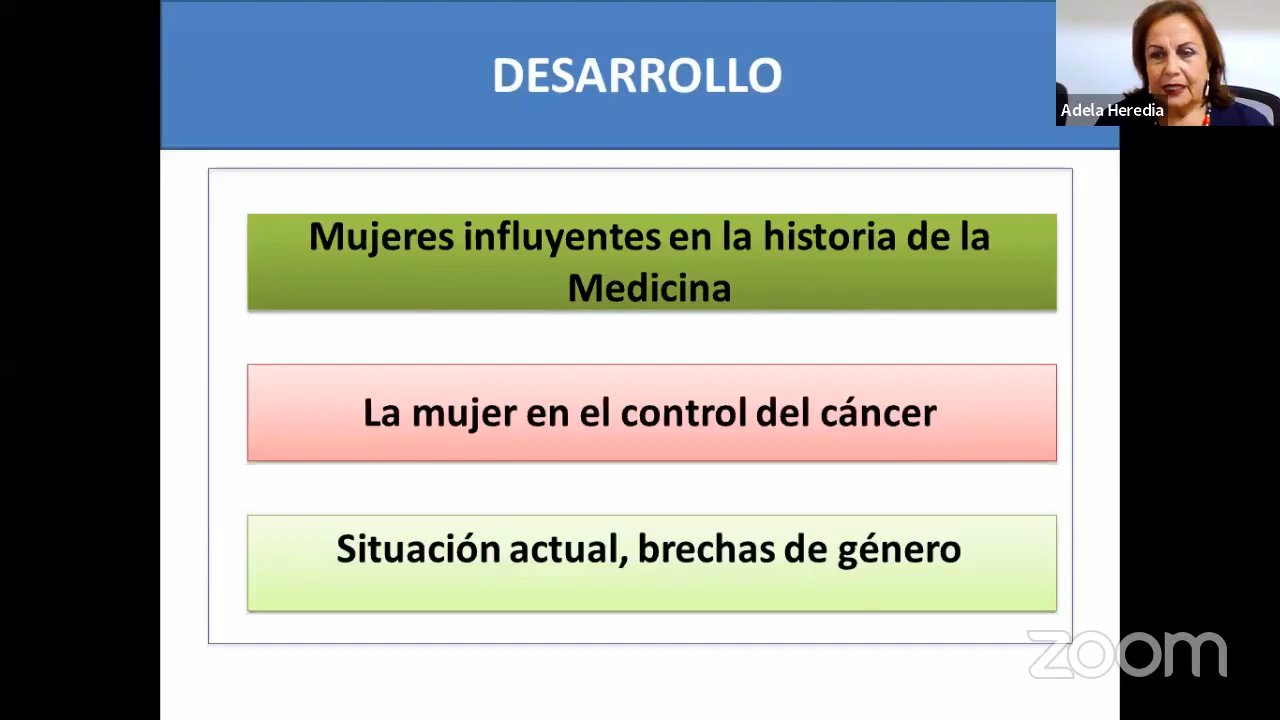 DESARROLLO
Adela Heredia
Mujeres influyentes en la historia de la
Medicina
La mujer en el control del cáncer
Situación actual, brechas de género
zoom